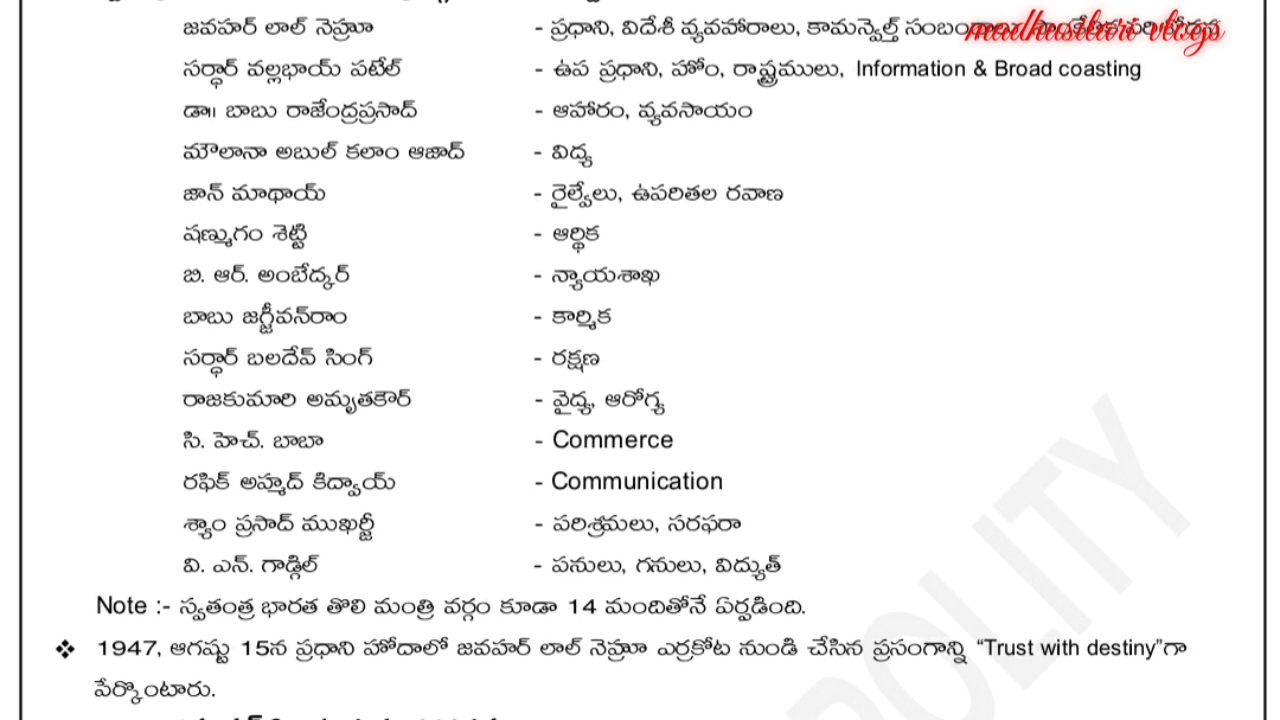 జవహర్ లాల్ నెహ్రూ - ప్రధాని, విదేశీ వ్యవహారాలు, కామన్వెల్త్
madhustlari vlogs
సర్ధార్ వల్లభాయ్ పటేల్ - ఉప ప్రధాని, హోం, రాష్ట్రములు, Information & Broad coasting
డా॥ బాబు రాజేంద్రప్రసాద్ - ఆహారం, వ్యవసాయం
మౌలానా అబుల్ కలాం ఆజాద్ - విద్య
జాన్ మాథాయ్ - రైల్వేలు, ఉపరితల రవాణ
షణ్ముగం శెట్టి - ఆర్థిక
బి. ఆర్. అంబేద్కర్ - న్యాయశాఖ
బాబు జగ్జీవన్‌రాం - కార్మిక
సర్ధార్ బలదేవ్ సింగ్ - రక్షణ
రాజకుమారి అమృతకౌర్ - వైద్య, ఆరోగ్య
సి. హెచ్. బాబా - Commerce
రఫిక్ అహ్మద్ కిద్వాయ్ - Communication
శ్యాం ప్రసాద్ ముఖర్జీ - పరిశ్రమలు, సరఫరా
వి. ఎన్. గాడ్గిల్ - పనులు, గనులు, విద్యుత్
Note :- స్వతంత్ర భారత తొలి మంత్రి వర్గం కూడా 14 మందితోనే ఏర్పడింది.
❖ 1947, ఆగష్టు 15న ప్రధాని హోదాలో జవహర్ లాల్ నెహ్రూ ఎర్రకోట నుండి చేసిన ప్రసంగాన్ని “Trust with destiny”గా
పేర్కొంటారు.
POLITY